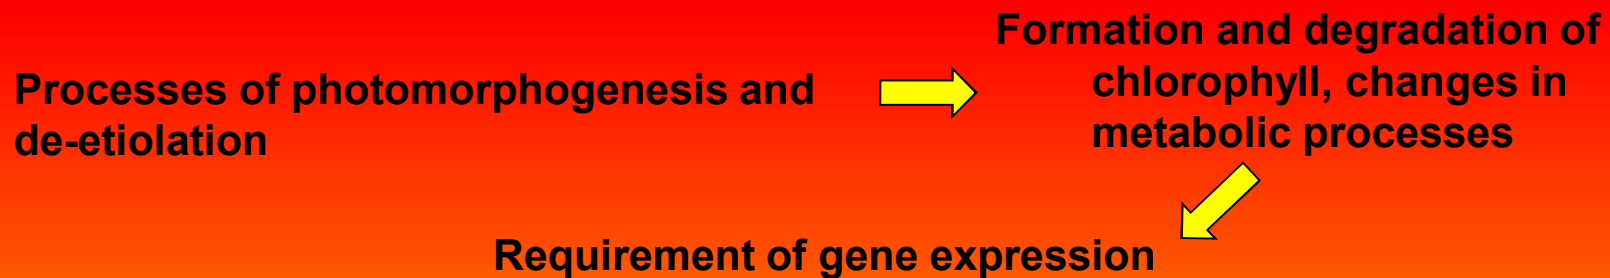 Processes of photomorphogenesis and
de-etiolation
Formation and degradation of
chlorophyll, changes in
metabolic processes
Requirement of gene expression